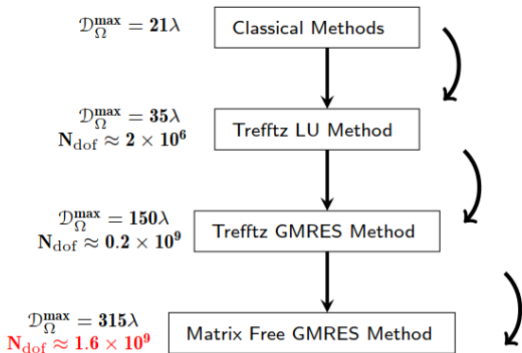 𝒟_Ω^max = 21λ
Classical Methods
𝒟_Ω^max = 35λ
N_dof ≈ 2 × 10^6
Trefftz LU Method
𝒟_Ω^max = 150λ
N_dof ≈ 0.2 × 10^9
Trefftz GMRES Method
𝒟_Ω^max = 315λ
N_dof ≈ 1.6 × 10^9
Matrix Free GMRES Method